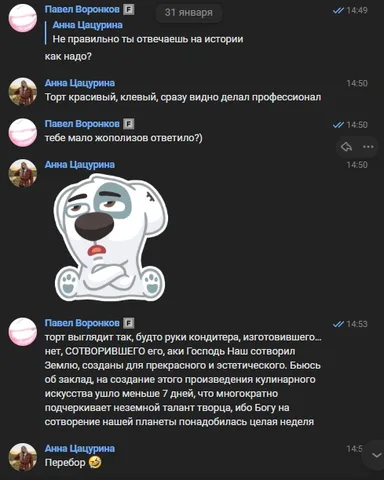 Павел Воронков F
14:49
31 января
Анна Цацурина
Не правильно ты отвечаешь на истории
как надо?
Анна Цацурина
14:50
Торт красивый, клевый, сразу видно делал профессионал
Павел Воронков F
14:50
тебе мало жополизов ответило?)
Анна Цацурина
14:50
Павел Воронков F
14:53
торт выглядит так, будто руки кондитера, изготовившего...
нет, СОТВОРИВШЕГО его, аки Господь Наш сотворил
Землю, созданы для прекрасного и эстетического. Бьюсь
об заклад, на создание этого произведения кулинарного
искусства ушло меньше 7 дней, что многократно
подчеркивает неземной талант творца, ибо Богу на
сотворение нашей планеты понадобилась целая неделя
Анна Цацурина
Перебор 🤣